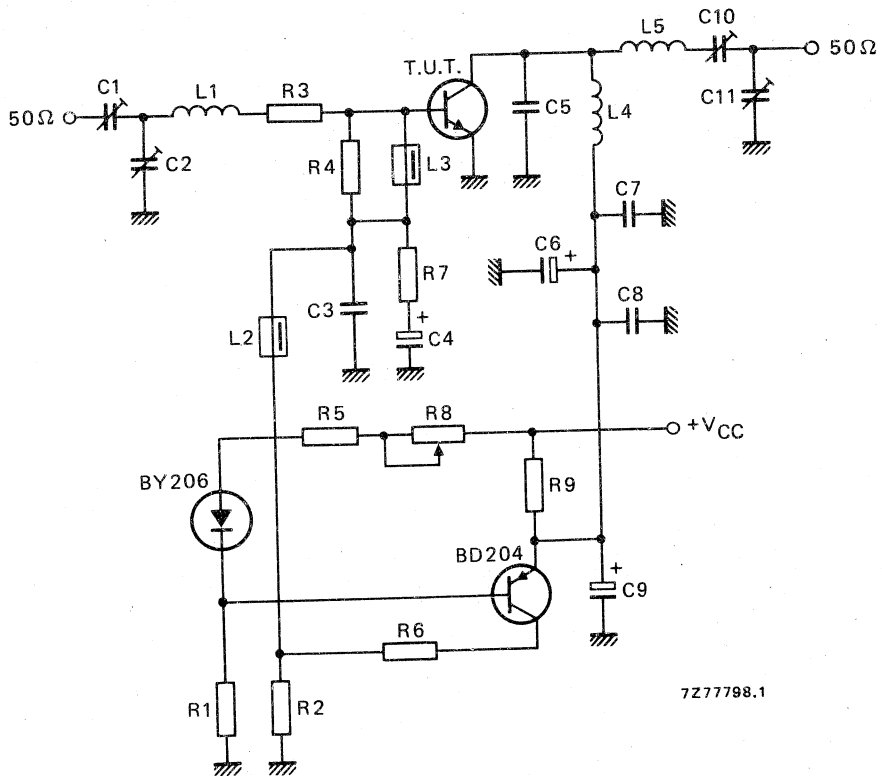 C10
L5
50Ω
T.U.T.
C1
L1
R3
C11
50Ω
C5
L4
C2
R4
L3
C7
C6
+
R7
C8
C3
+
L2
C4
R5
R8
+VCC
BY206
R9
BD204
+
C9
R6
R1
R2
7Z77798.1